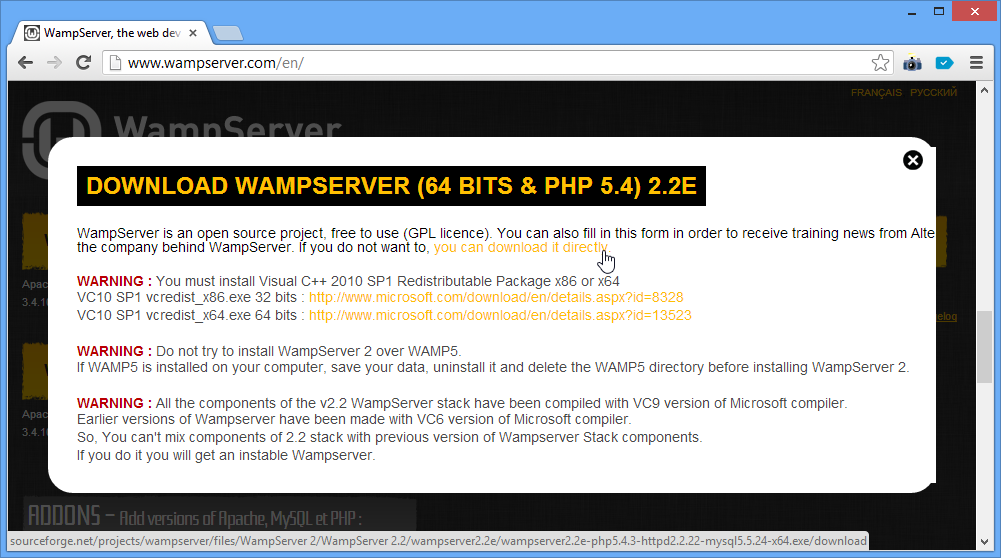 WampServer, the web dev
www.wampserver.com/en/
FRANÇAIS РУССКИЙ
WampServer
DOWNLOAD WAMPSERVER (64 BITS & PHP 5.4) 2.2E
WampServer is an open source project, free to use (GPL licence). You can also fill in this form in order to receive training news from Alte
the company behind WampServer. If you do not want to, you can download it directly.
WARNING : You must install Visual C++ 2010 SP1 Redistributable Package x86 or x64
VC10 SP1 vcredist_x86.exe 32 bits : http://www.microsoft.com/download/en/details.aspx?id=8328
VC10 SP1 vcredist_x64.exe 64 bits : http://www.microsoft.com/download/en/details.aspx?id=13523
WARNING : Do not try to install WampServer 2 over WAMP5.
If WAMP5 is installed on your computer, save your data, uninstall it and delete the WAMP5 directory before installing WampServer 2.
WARNING : All the components of the v2.2 WampServer stack have been compiled with VC9 version of Microsoft compiler.
Earlier versions of Wampserver have been made with VC6 version of Microsoft compiler.
So, You can't mix components of 2.2 stack with previous version of Wampserver Stack components.
If you do it you will get an instable Wampserver.
Apac
3.4.10
elog
Apac
3.4.10
ADDONS – Add versions of Apache, MySQL et PHP :
sourceforge.net/projects/wampserver/files/WampServer 2/WampServer 2.2/wampserver2.2e/wampserver2.2e-php5.4.3-httpd2.2.22-mysql5.5.24-x64.exe/download